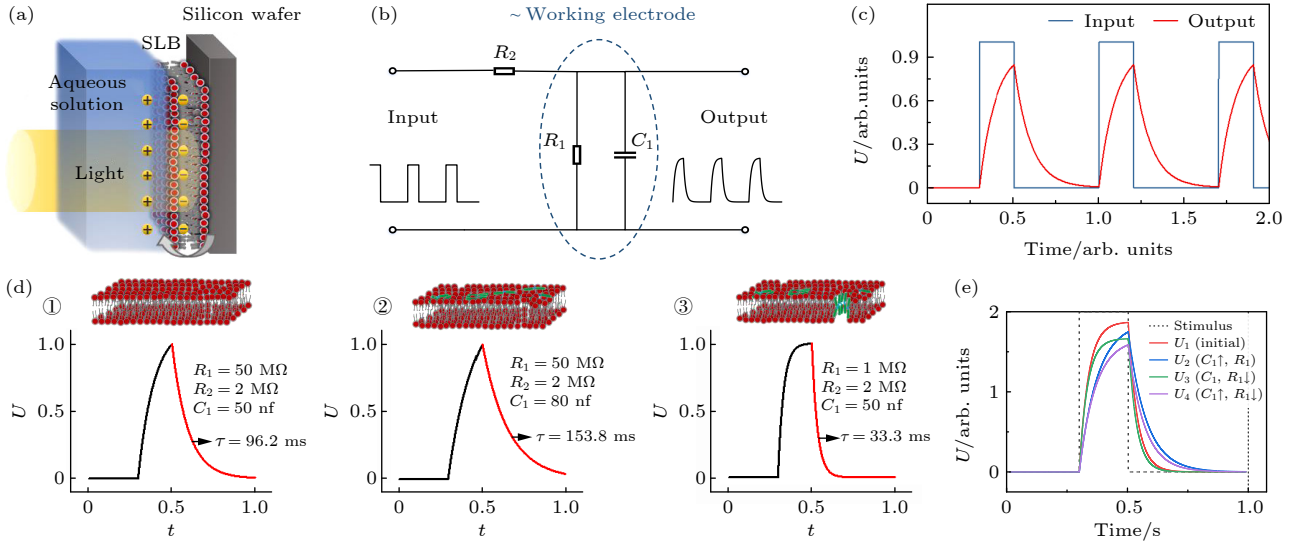 (a)
Silicon wafer
SLB
Aqueous
solution
Light
(b)
~ Working electrode
R2
Input
R1
C1
Output
(c)
Input
Output
U/arb.units
0.9
0.6
0.3
0
0
0.5
1.0
1.5
2.0
Time/arb. units
(d)
①
U
1.0
0.5
0
R1 = 50 MΩ
R2 = 2 MΩ
C1 = 50 nf
τ = 96.2 ms
0
0.5
1.0
t
②
U
1.0
0.5
0
R1 = 50 MΩ
R2 = 2 MΩ
C1 = 80 nf
τ = 153.8 ms
0
0.5
1.0
t
③
U
1.0
0.5
0
R1 = 1 MΩ
R2 = 2 MΩ
C1 = 50 nf
τ = 33.3 ms
0
0.5
1.0
t
(e)
U/arb. units
2
1
0
Stimulus
U1 (initial)
U2 (C1↑, R1)
U3 (C1, R1↓)
U4 (C1↑, R1↓)
0
0.5
1.0
Time/s